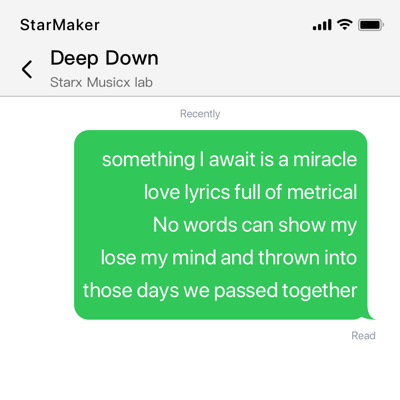 StarMaker
Deep Down
Starx Musicx lab
Recently
something I await is a miracle
love lyrics full of metrical
No words can show my
lose my mind and thrown into
those days we passed together
Read